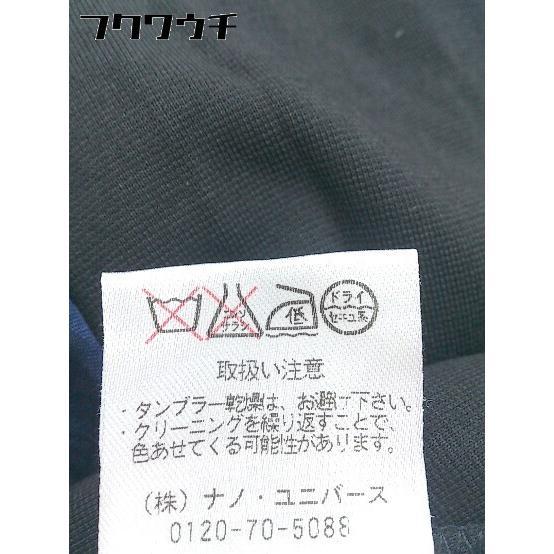 フクワウチ
エンソ
サラシ
低
ドライ
セキユ系
取扱い注意
・タンブラー乾燥は、お避け下さい。
・クリーニングを繰り返すことで、
色あせてくる可能性があります。
（株）ナノ・ユニバース
0120-70-5088